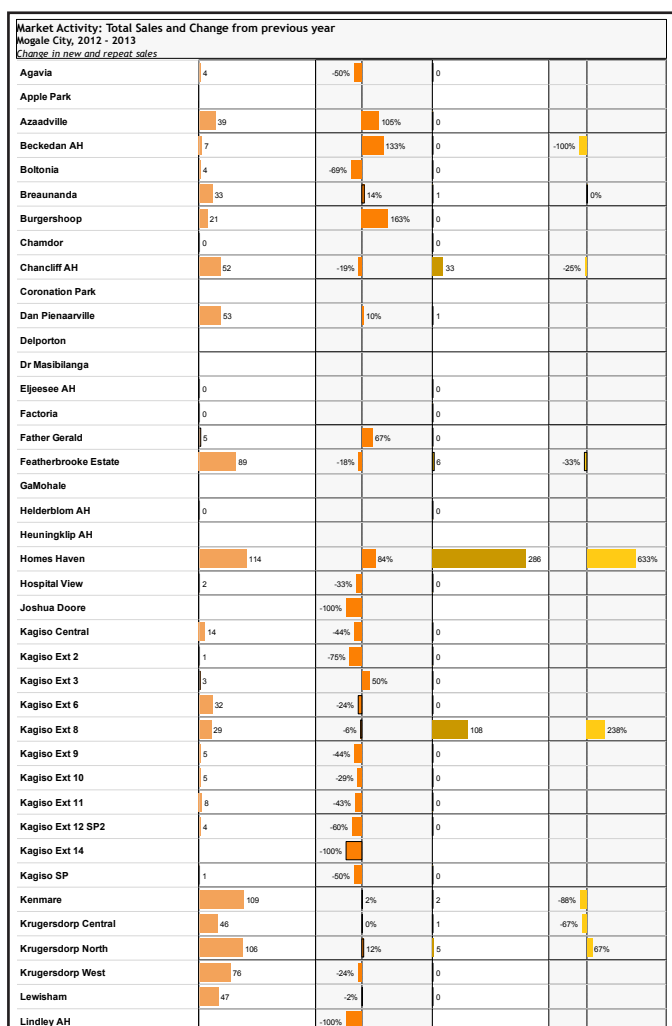 Market Activity: Total Sales and Change from previous year
Mogale City, 2012 - 2013
Change in new and repeat sales
Agavia 4 -50% 0
Apple Park
Azaadville 39 105% 0
Beckedan AH 7 133% 0 -100%
Boltonia 4 -69% 0
Breaunanda 33 14% 1 0%
Burgershoop 21 163% 0
Chamdor 0 0
Chancliff AH 52 -19% 33 -25%
Coronation Park
Dan Pienaarville 53 10% 1
Delporton
Dr Masibilanga
Eljeesee AH 0 0
Factoria 0 0
Father Gerald 5 67% 0
Featherbrooke Estate 89 -18% 6 -33%
GaMohale
Helderblom AH 0 0
Heuningklip AH
Homes Haven 114 84% 286 633%
Hospital View 2 -33% 0
Joshua Doore -100%
Kagiso Central 14 -44% 0
Kagiso Ext 2 1 -75% 0
Kagiso Ext 3 3 50% 0
Kagiso Ext 6 32 -24% 0
Kagiso Ext 8 29 -6% 108 238%
Kagiso Ext 9 5 -44% 0
Kagiso Ext 10 5 -29% 0
Kagiso Ext 11 8 -43% 0
Kagiso Ext 12 SP2 4 -60% 0
Kagiso Ext 14 -100%
Kagiso SP 1 -50% 0
Kenmare 109 2% 2 -88%
Krugersdorp Central 46 0% 1 -67%
Krugersdorp North 106 12% 5 67%
Krugersdorp West 76 -24% 0
Lewisham 47 -2% 0
Lindley AH -100%